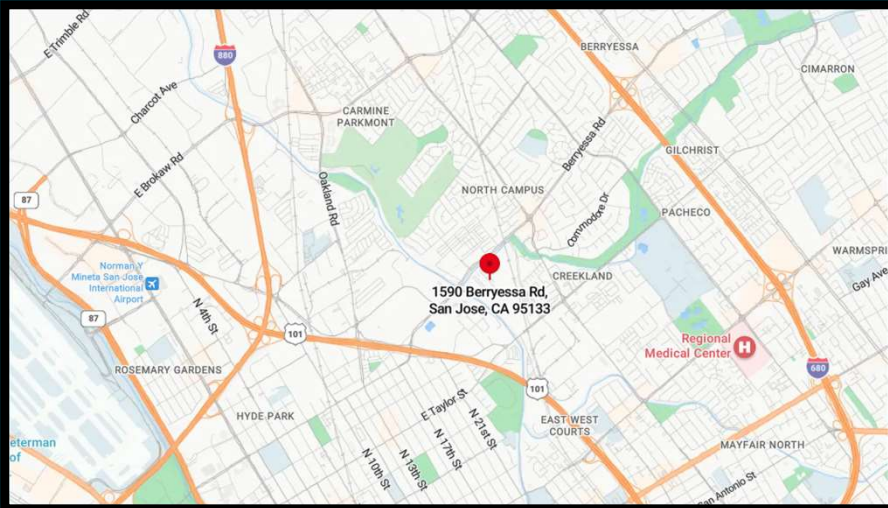 E Trimble Rd
880
BERRYESSA
CIMARRON
Charcot Ave
CARMINE
PARKMONT
Berryessa Rd
GILCHRIST
E Brokaw Rd
Oakland Rd
NORTH CAMPUS
87
Commodore Dr
PACHECO
WARMSPRI
Norman Y
Mineta San Jose
International
Airport
CREEKLAND
Gay Ave
1590 Berryessa Rd,
San Jose, CA 95133
N 4th St
87
101
Regional
Medical Center
H
ROSEMARY GARDENS
680
101
HYDE PARK
E Taylor St
N 21st St
EAST WEST
COURTS
N 17th St
eterman
of
N 13th St
N 10th St
MAYFAIR NORTH
San Antonio St